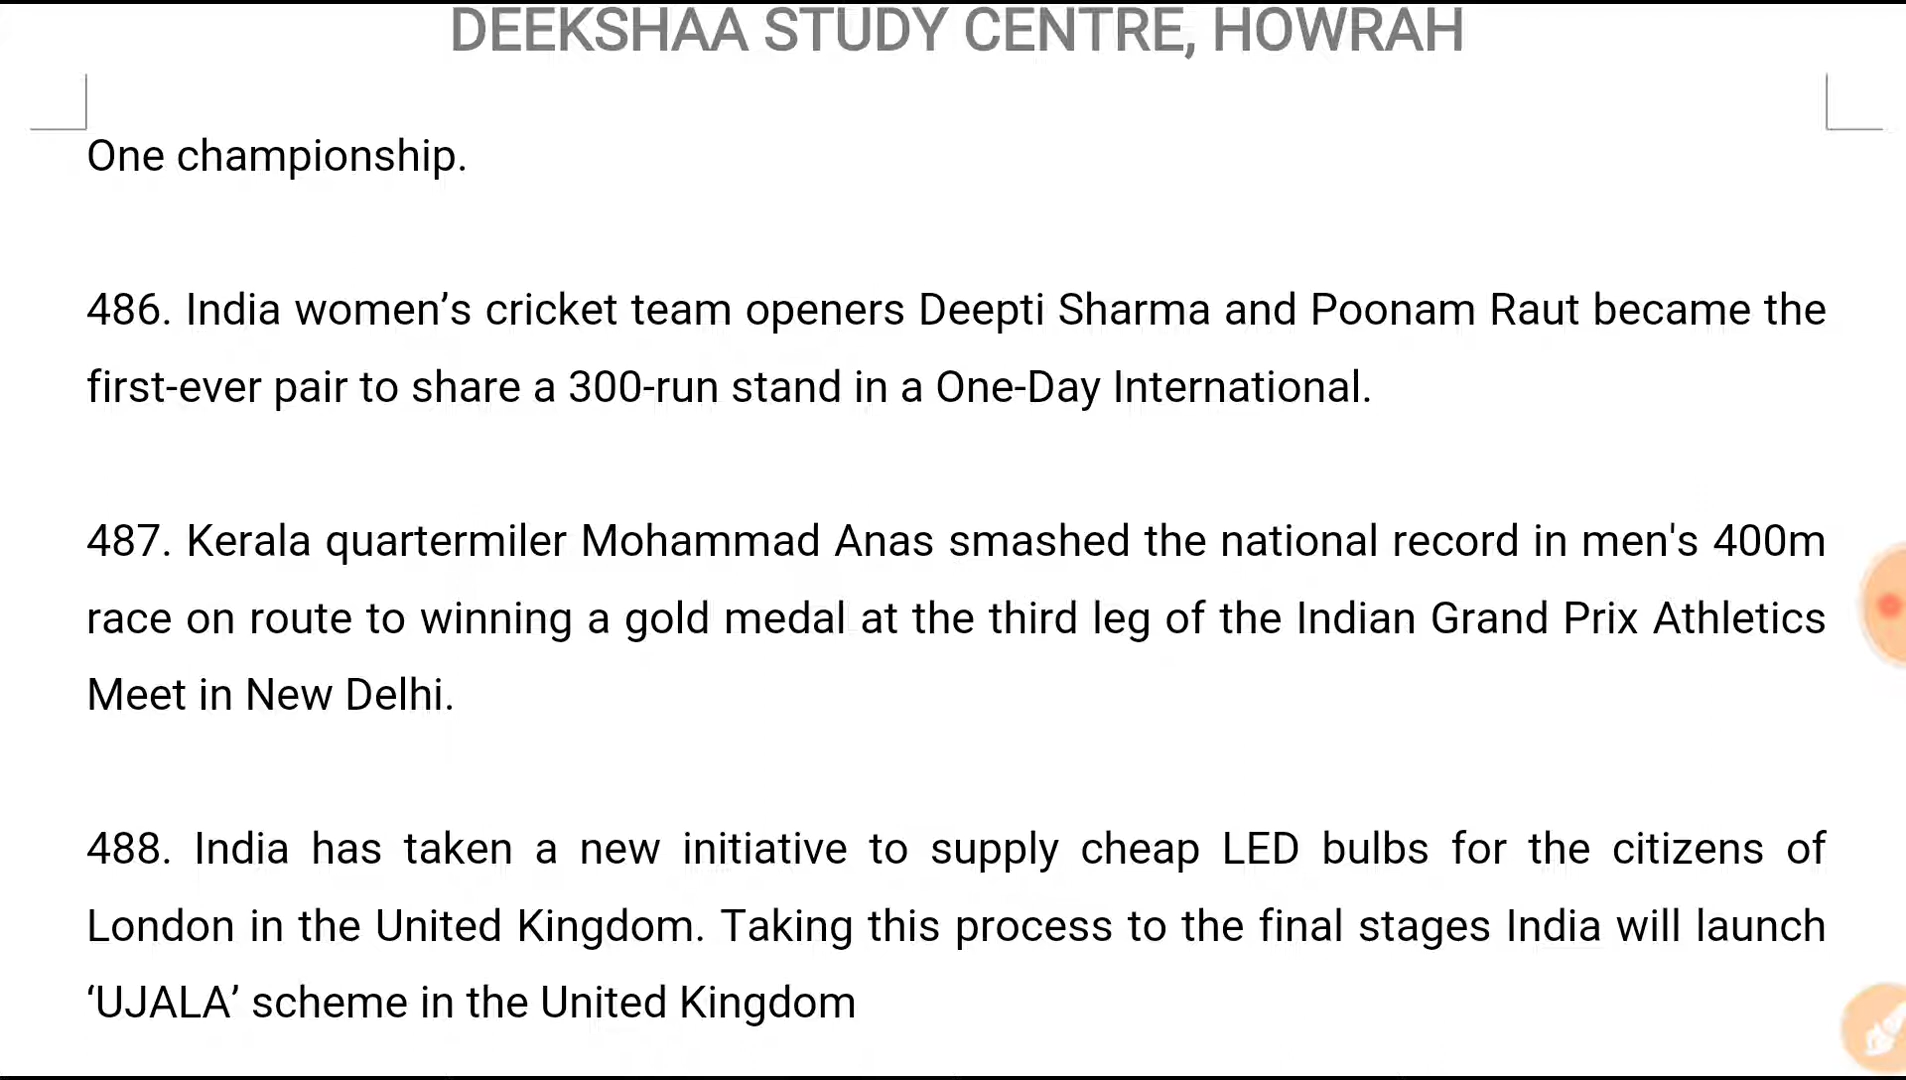 DEEKSHAA STUDY CENTRE, HOWRAH
One championship.
486. India women’s cricket team openers Deepti Sharma and Poonam Raut became the
first-ever pair to share a 300-run stand in a One-Day International.
487. Kerala quartermiler Mohammad Anas smashed the national record in men's 400m
race on route to winning a gold medal at the third leg of the Indian Grand Prix Athletics
Meet in New Delhi.
488. India has taken a new initiative to supply cheap LED bulbs for the citizens of
London in the United Kingdom. Taking this process to the final stages India will launch
‘UJALA’ scheme in the United Kingdom